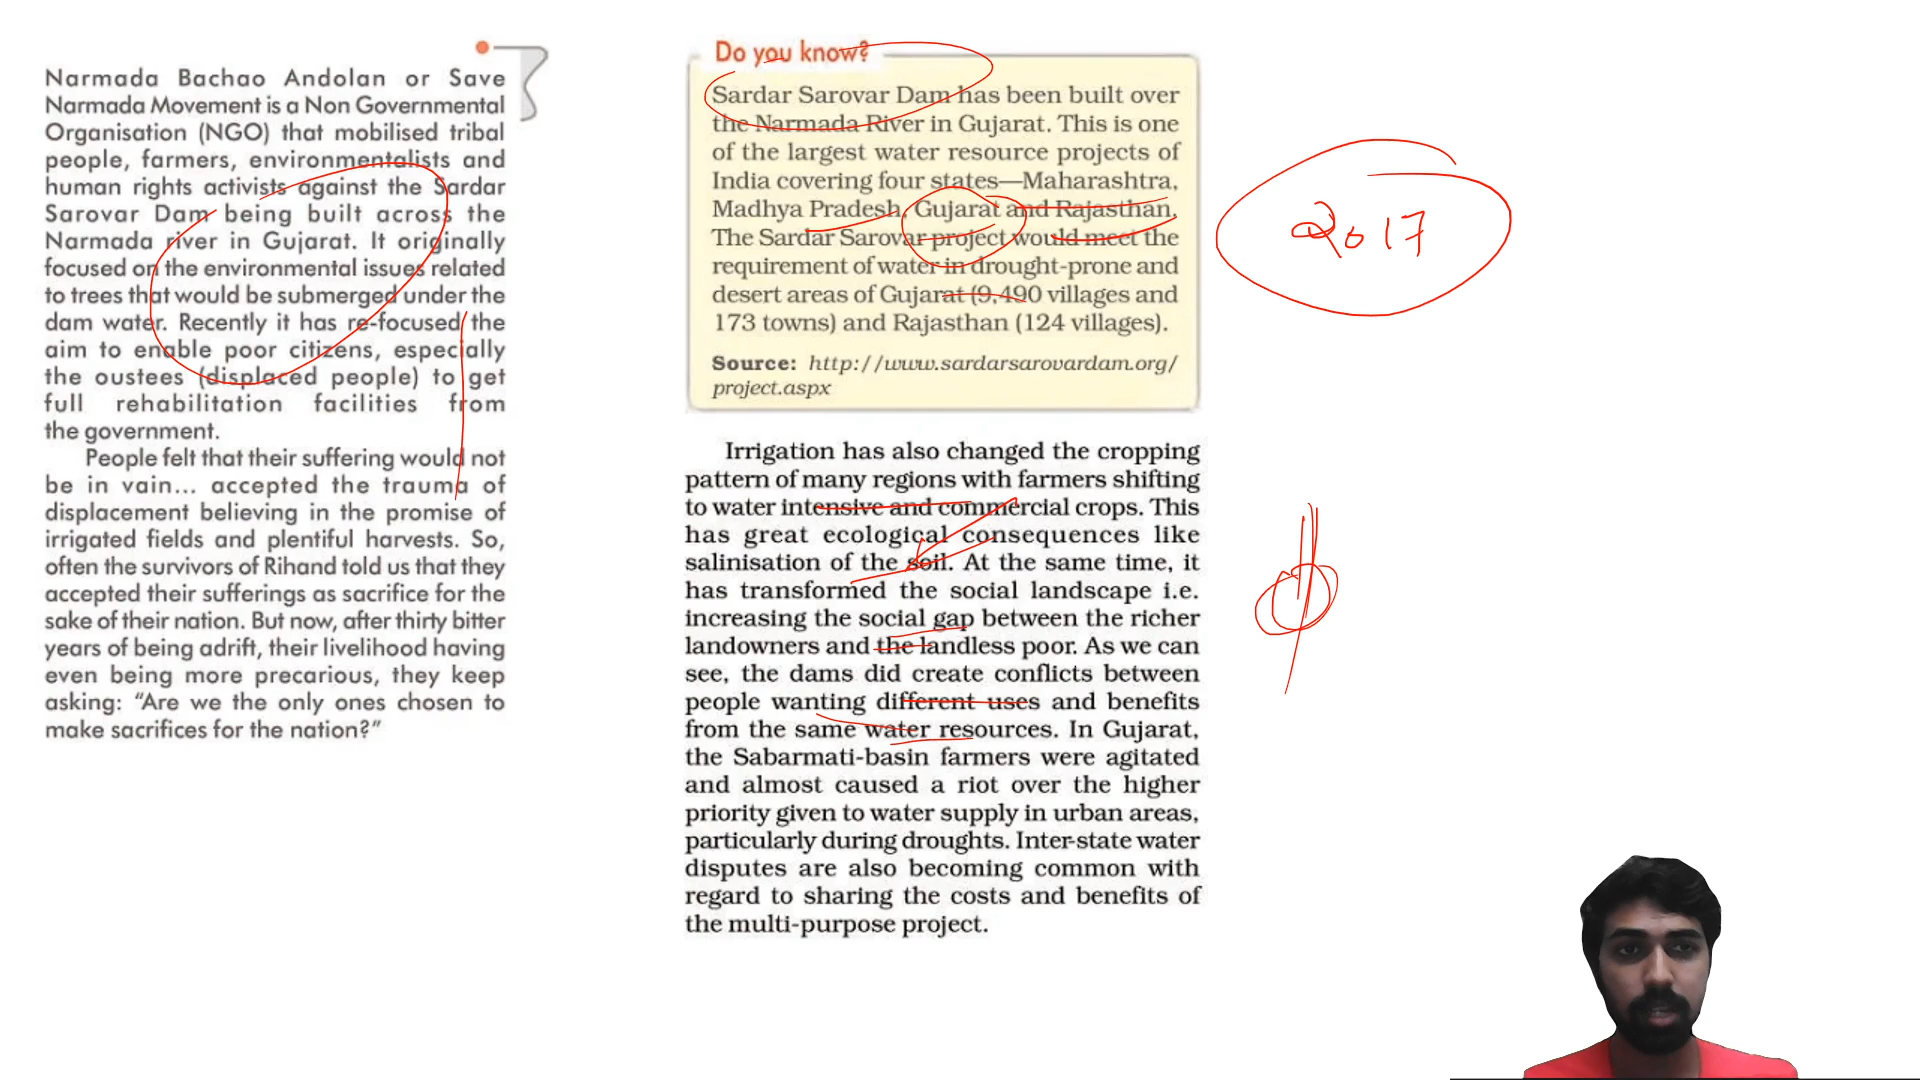 Narmada Bachao Andolan or Save
Narmada Movement is a Non Governmental
Organisation (NGO) that mobilised tribal
people, farmers, environmentalists and
human rights activists against the Sardar
Sarovar Dam being built across the
Narmada river in Gujarat. It originally
focused on the environmental issues related
to trees that would be submerged under the
dam water. Recently it has re-focused the
aim to enable poor citizens, especially
the oustees (displaced people) to get
full rehabilitation facilities from
the government.
People felt that their suffering would not
be in vain... accepted the trauma of
displacement believing in the promise of
irrigated fields and plentiful harvests. So,
often the survivors of Rihand told us that they
accepted their sufferings as sacrifice for the
sake of their nation. But now, after thirty bitter
years of being adrift, their livelihood having
even being more precarious, they keep
asking: “Are we the only ones chosen to
make sacrifices for the nation?”
Do you know?
Sardar Sarovar Dam has been built over
the Narmada River in Gujarat. This is one
of the largest water resource projects of
India covering four states—Maharashtra,
Madhya Pradesh, Gujarat and Rajasthan.
The Sardar Sarovar project would meet the
requirement of water in drought-prone and
desert areas of Gujarat (9,490 villages and
173 towns) and Rajasthan (124 villages).
Source: http://www.sardarsarovardam.org/
project.aspx
Irrigation has also changed the cropping
pattern of many regions with farmers shifting
to water intensive and commercial crops. This
has great ecological consequences like
salinisation of the soil. At the same time, it
has transformed the social landscape i.e.
increasing the social gap between the richer
landowners and the landless poor. As we can
see, the dams did create conflicts between
people wanting different uses and benefits
from the same water resources. In Gujarat,
the Sabarmati-basin farmers were agitated
and almost caused a riot over the higher
priority given to water supply in urban areas,
particularly during droughts. Inter-state water
disputes are also becoming common with
regard to sharing the costs and benefits of
the multi-purpose project.
2017